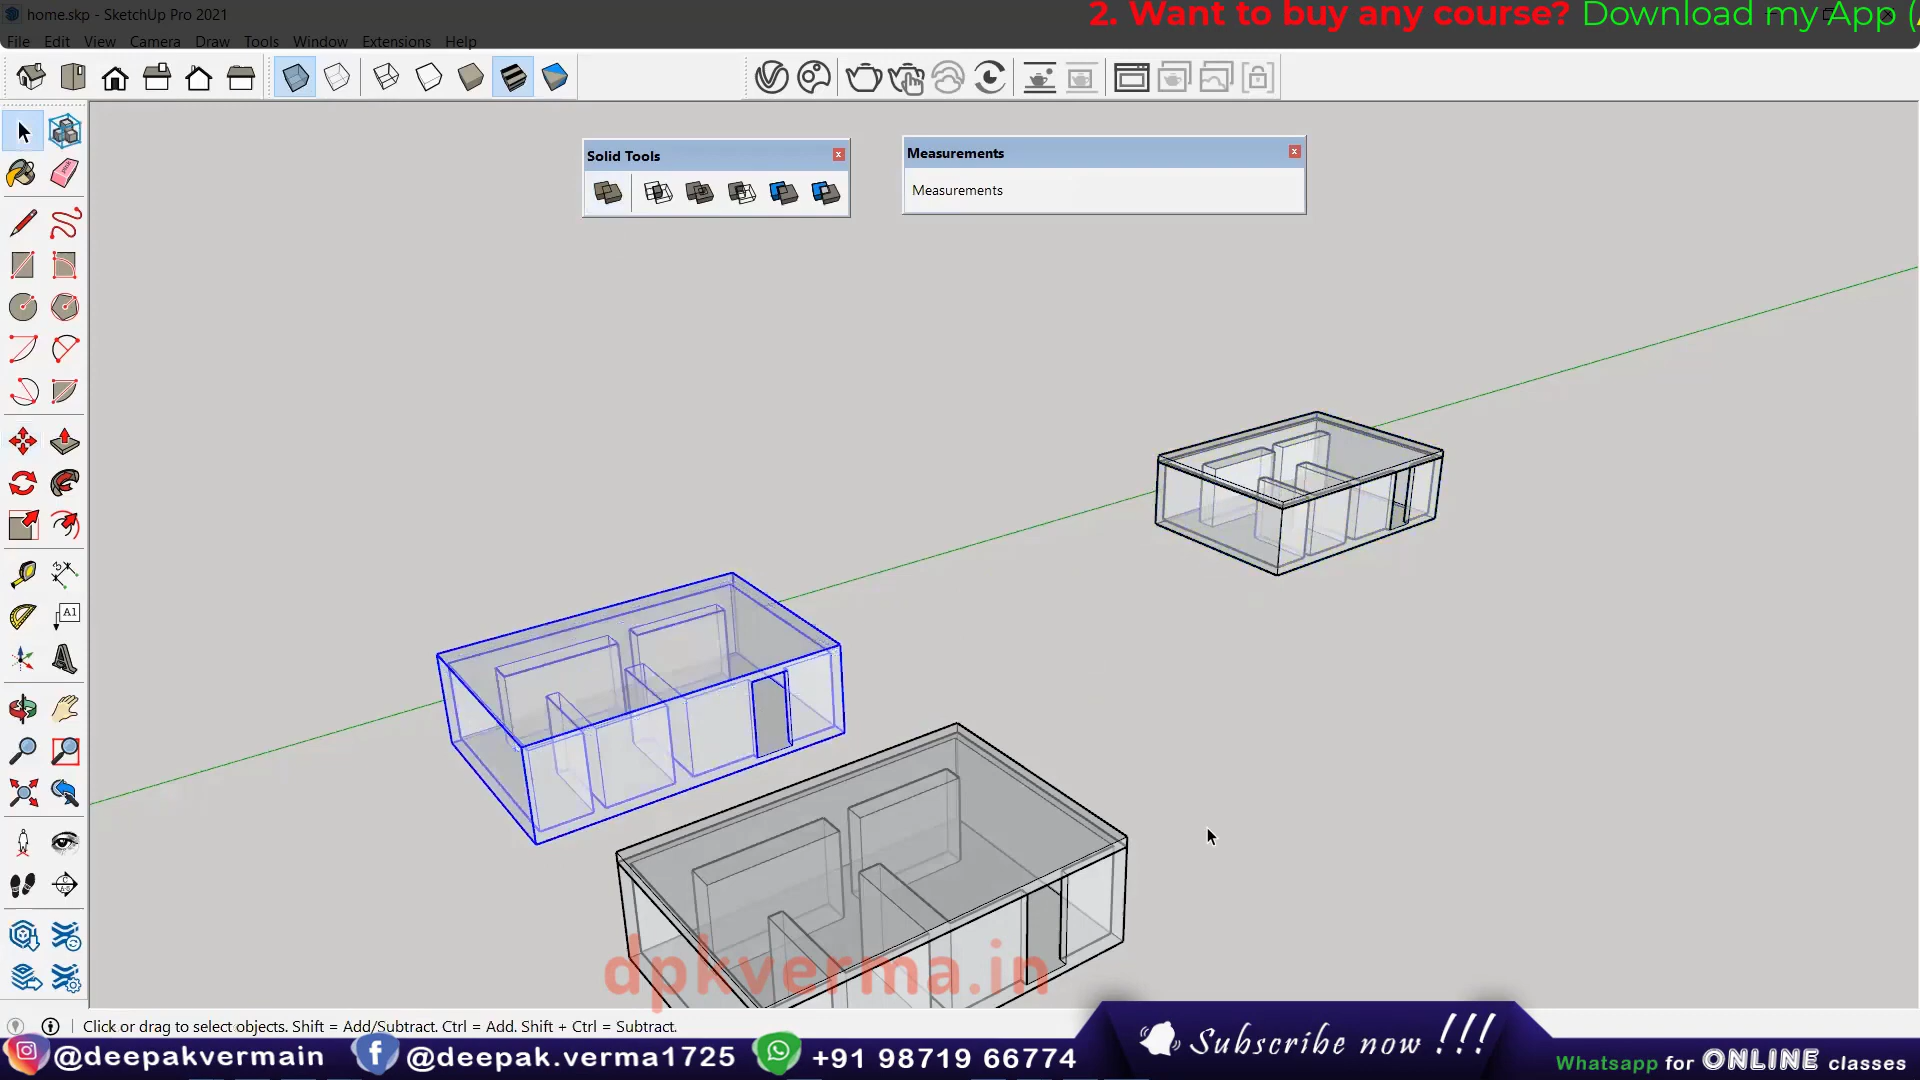 home.skp - SketchUp Pro 2021
2. Want to buy any course? Download my App (
File Edit View Camera Draw Tools Window Extensions Help
Solid Tools
Measurements
Measurements
A1
dpkverma.in
Click or drag to select objects. Shift = Add/Subtract. Ctrl = Add. Shift + Ctrl = Subtract.
@deepakvermain @deepak.verma1725 +91 98719 66774 Subscribe now !!! Whatsapp for ONLINE classes